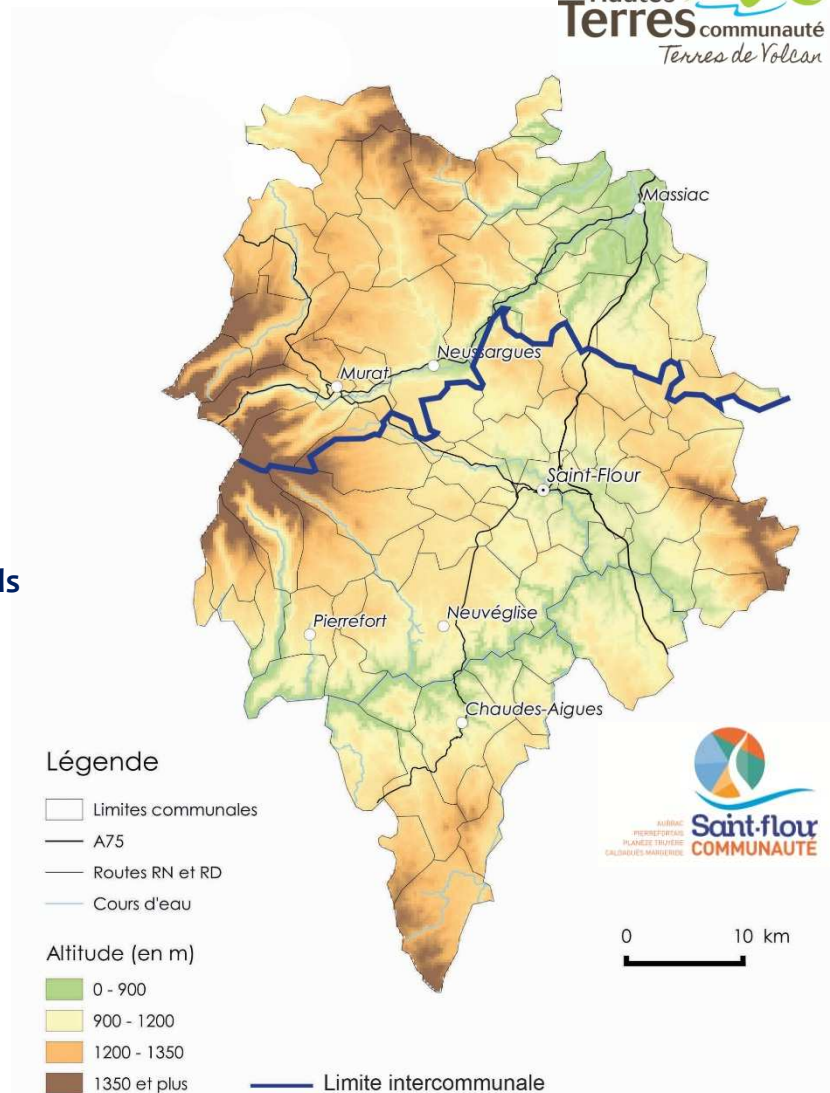 Terres communauté
Terres de Volcan
Massiac
Neussargues
Murat
Saint-Flour
Pierrefort
Neuvéglise
Chaudes-Aigues
ls
Légende
Limites communales
A75
Routes RN et RD
Cours d'eau
Altitude (en m)
0 - 900
900 - 1200
1200 - 1350
1350 et plus
Limite intercommunale
AUBRAC
PIERREFORTAIS
PLANÈZE TRUYÈRE
CALDAGUÈS MARGERIDE
Saint-flour
COMMUNAUTÉ
0 10 km